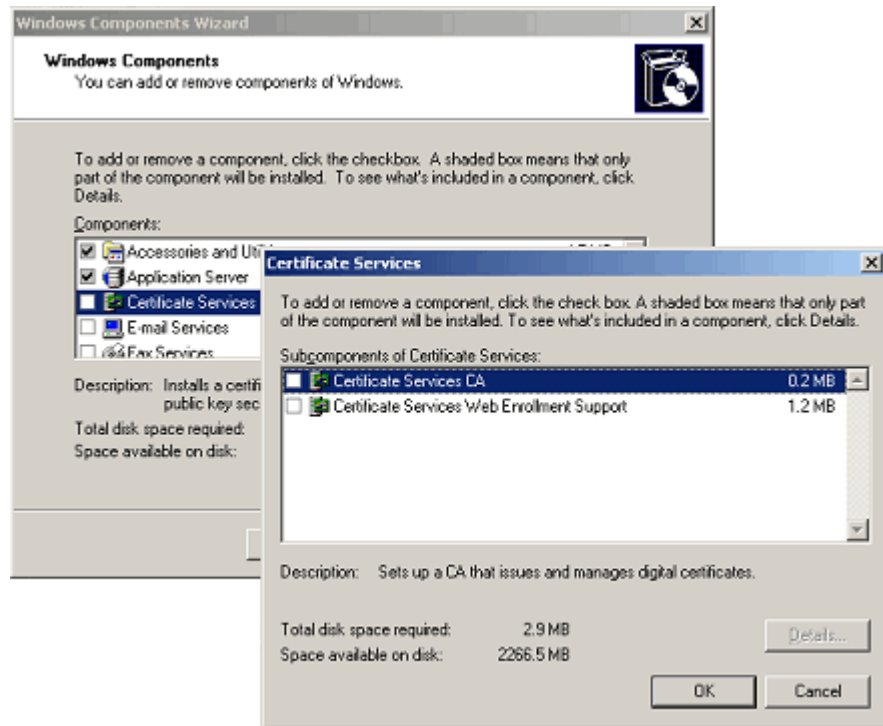 Windows Components Wizard
Windows Components
You can add or remove components of Windows.
To add or remove a component, click the checkbox. A shaded box means that only
part of the component will be installed. To see what's included in a component, click
Details.
Components:
Accessories and
Application Server
Certificate Services
E-mail Services
Fax Services
Description: Installs a
public key
Total disk space required:
Space available on disk:
Certificate Services
To add or remove a component, click the check box. A shaded box means that only part
of the component will be installed. To see what's included in a component, click Details.
Subcomponents of Certificate Services:
Certificate Services CA 0.2 MB
Certificate Services Web Enrollment Support 1.2 MB
Description: Sets up a CA that issues and manages digital certificates.
Total disk space required: 2.9 MB
Space available on disk: 2266.5 MB
Details...
OK Cancel